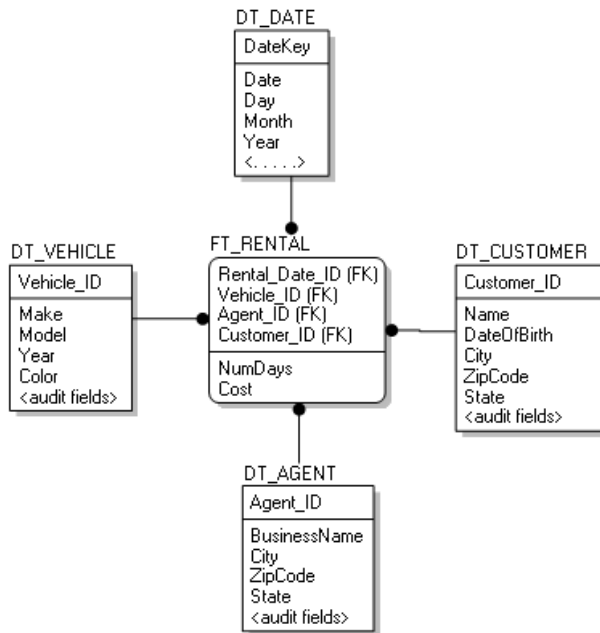 DT_DATE
DateKey
Date
Day
Month
Year
<. . . . .>
DT_VEHICLE
Vehicle_ID
Make
Model
Year
Color
<audit fields>
FT_RENTAL
Rental_Date_ID (FK)
Vehicle_ID (FK)
Agent_ID (FK)
Customer_ID (FK)
NumDays
Cost
DT_CUSTOMER
Customer_ID
Name
DateOfBirth
City
ZipCode
State
<audit fields>
DT_AGENT
Agent_ID
BusinessName
City
ZipCode
State
<audit fields>